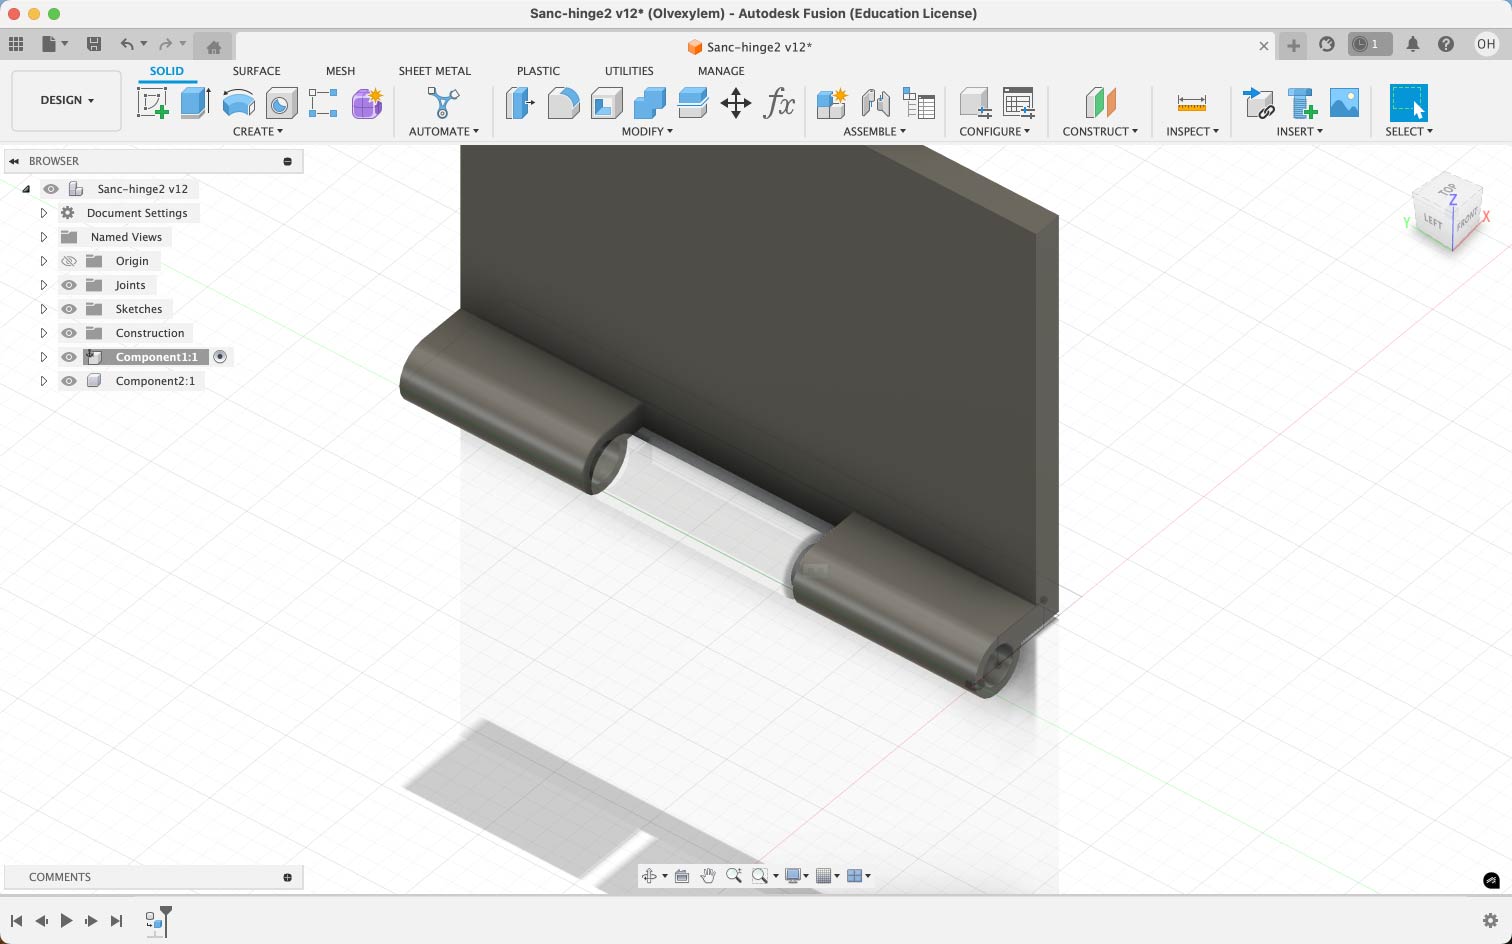 Sanc-hinge2 v12* (Olvexylem) - Autodesk Fusion (Education License)
Sanc-hinge2 v12*
1
OH
SOLID SURFACE MESH SHEET METAL PLASTIC UTILITIES MANAGE
DESIGN
fx
CREATE AUTOMATE MODIFY ASSEMBLE CONFIGURE CONSTRUCT INSPECT INSERT SELECT
BROWSER
Sanc-hinge2 v12
Document Settings
Named Views
Origin
Joints
Sketches
Construction
Component1:1
Component2:1
TOP
LEFT
FRONT
Z
Y
X
COMMENTS